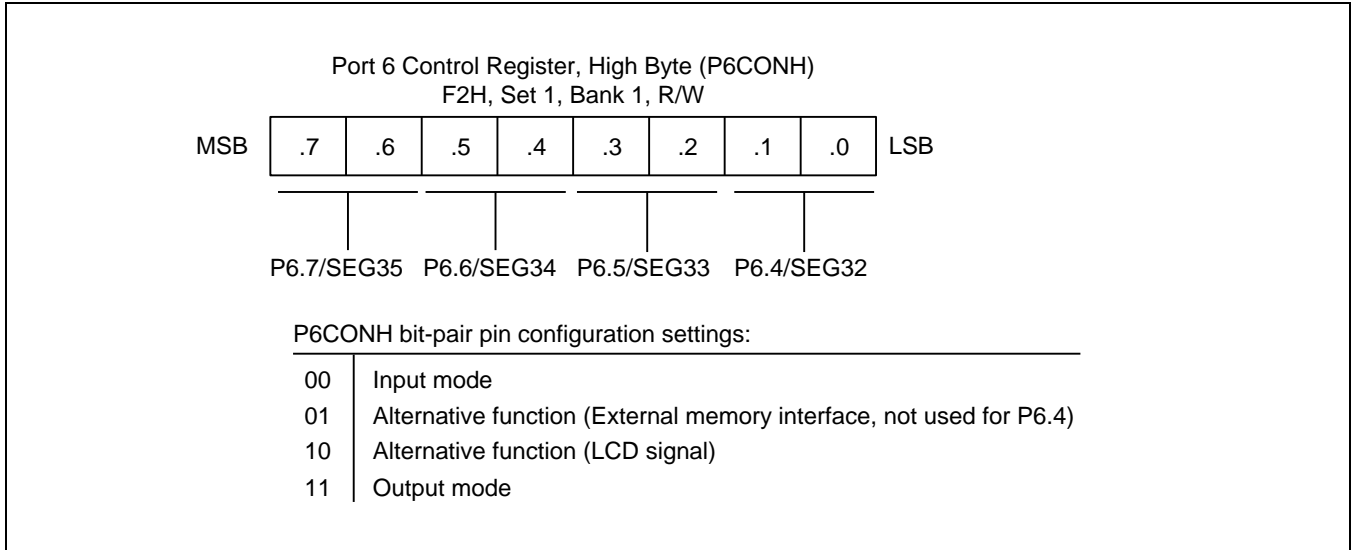 Port 6 Control Register, High Byte (P6CONH)
F2H, Set 1, Bank 1, R/W
MSB .7 .6 .5 .4 .3 .2 .1 .0 LSB
P6.7/SEG35 P6.6/SEG34 P6.5/SEG33 P6.4/SEG32
P6CONH bit-pair pin configuration settings:
00 Input mode
01 Alternative function (External memory interface, not used for P6.4)
10 Alternative function (LCD signal)
11 Output mode